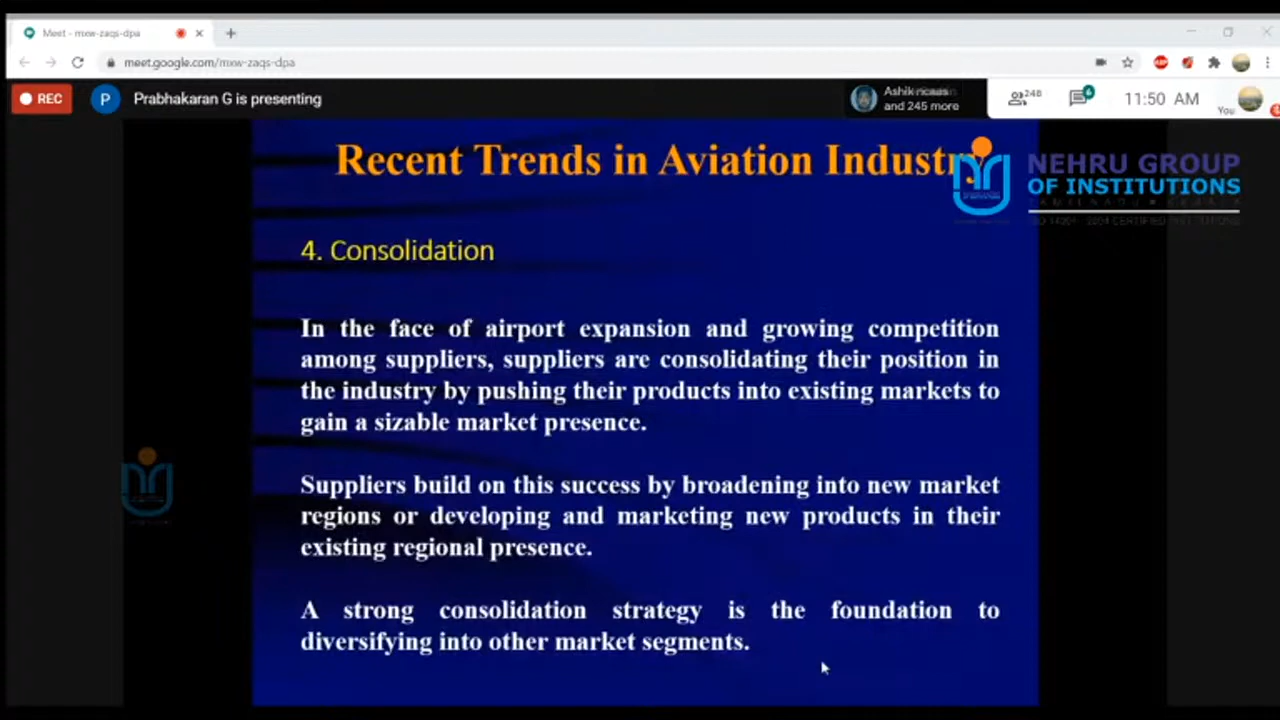 Meet - mxw-zaqs-dpa
meet.google.com/mxw-zaqs-dpa
REC
P
Prabhakaran G is presenting
and 245 more
248
6
11:50 AM
You
Recent Trends in Aviation Industry
NEHRU GROUP
OF INSTITUTIONS
4. Consolidation
In the face of airport expansion and growing competition
among suppliers, suppliers are consolidating their position in
the industry by pushing their products into existing markets to
gain a sizable market presence.
Suppliers build on this success by broadening into new market
regions or developing and marketing new products in their
existing regional presence.
A strong consolidation strategy is the foundation to
diversifying into other market segments.